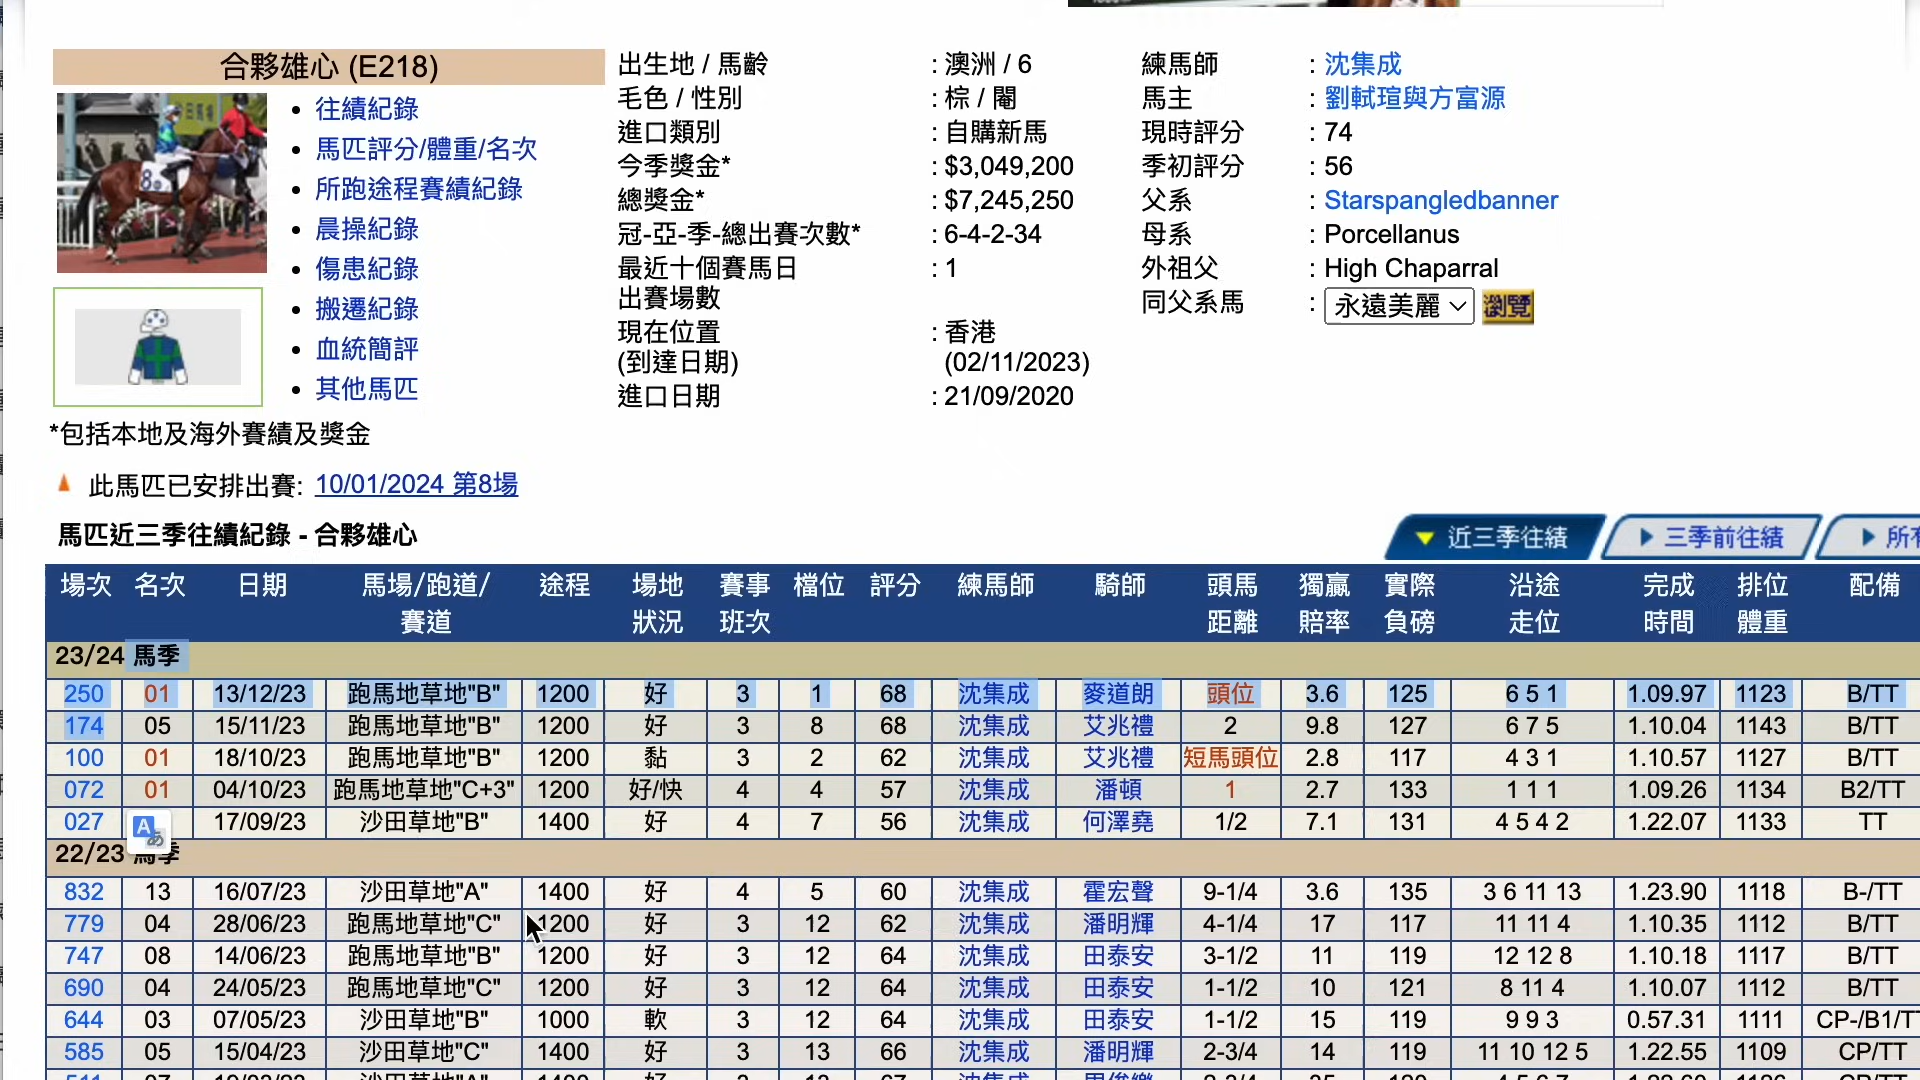 合夥雄心 (E218)
• 往績紀錄
• 馬匹評分/體重/名次
• 所跑途程賽績紀錄
• 晨操紀錄
• 傷患紀錄
• 搬遷紀錄
• 血統簡評
• 其他馬匹
出生地 / 馬齡 : 澳洲 / 6
毛色 / 性別 : 棕 / 閹
進口類別 : 自購新馬
今季獎金* : $3,049,200
總獎金* : $7,245,250
冠-亞-季-總出賽次數* : 6-4-2-34
最近十個賽馬日 : 1
出賽場數
現在位置 : 香港
(到達日期) (02/11/2023)
進口日期 : 21/09/2020
練馬師 : 沈集成
馬主 : 劉軾瑄與方富源
現時評分 : 74
季初評分 : 56
父系 : Starspangledbanner
母系 : Porcellanus
外祖父 : High Chaparral
同父系馬 : 永遠美麗 瀏覽
*包括本地及海外賽績及獎金
此馬匹已安排出賽: 10/01/2024 第8場
馬匹近三季往績紀錄 - 合夥雄心
近三季往績 三季前往績 所有
場次 名次 日期 馬場/跑道/ 途程 場地 賽事 檔位 評分 練馬師 騎師 頭馬 獨贏 實際 沿途 完成 排位 配備
賽道 狀況 班次 距離 賠率 負磅 走位 時間 體重
23/24 馬季
250 01 13/12/23 跑馬地草地"B" 1200 好 3 1 68 沈集成 麥道朗 頭位 3.6 125 6 5 1 1.09.97 1123 B/TT
174 05 15/11/23 跑馬地草地"B" 1200 好 3 8 68 沈集成 艾兆禮 2 9.8 127 6 7 5 1.10.04 1143 B/TT
100 01 18/10/23 跑馬地草地"B" 1200 黏 3 2 62 沈集成 艾兆禮 短馬頭位 2.8 117 4 3 1 1.10.57 1127 B/TT
072 01 04/10/23 跑馬地草地"C+3" 1200 好/快 4 4 57 沈集成 潘頓 1 2.7 133 1 1 1 1.09.26 1134 B2/TT
027 17/09/23 沙田草地"B" 1400 好 4 7 56 沈集成 何澤堯 1/2 7.1 131 4 5 4 2 1.22.07 1133 TT
22/23 馬季
832 13 16/07/23 沙田草地"A" 1400 好 4 5 60 沈集成 霍宏聲 9-1/4 3.6 135 3 6 11 13 1.23.90 1118 B-/TT
779 04 28/06/23 跑馬地草地"C" 1200 好 3 12 62 沈集成 潘明輝 4-1/4 17 117 11 11 4 1.10.35 1112 B/TT
747 08 14/06/23 跑馬地草地"B" 1200 好 3 12 64 沈集成 田泰安 3-1/2 11 119 12 12 8 1.10.18 1117 B/TT
690 04 24/05/23 跑馬地草地"C" 1200 好 3 12 64 沈集成 田泰安 1-1/2 10 121 8 11 4 1.10.07 1112 B/TT
644 03 07/05/23 沙田草地"B" 1000 軟 3 12 64 沈集成 田泰安 1-1/2 15 119 9 9 3 0.57.31 1111 CP-/B1/TT
585 05 15/04/23 沙田草地"C" 1400 好 3 13 66 沈集成 潘明輝 2-3/4 14 119 11 10 12 5 1.22.55 1109 CP/TT